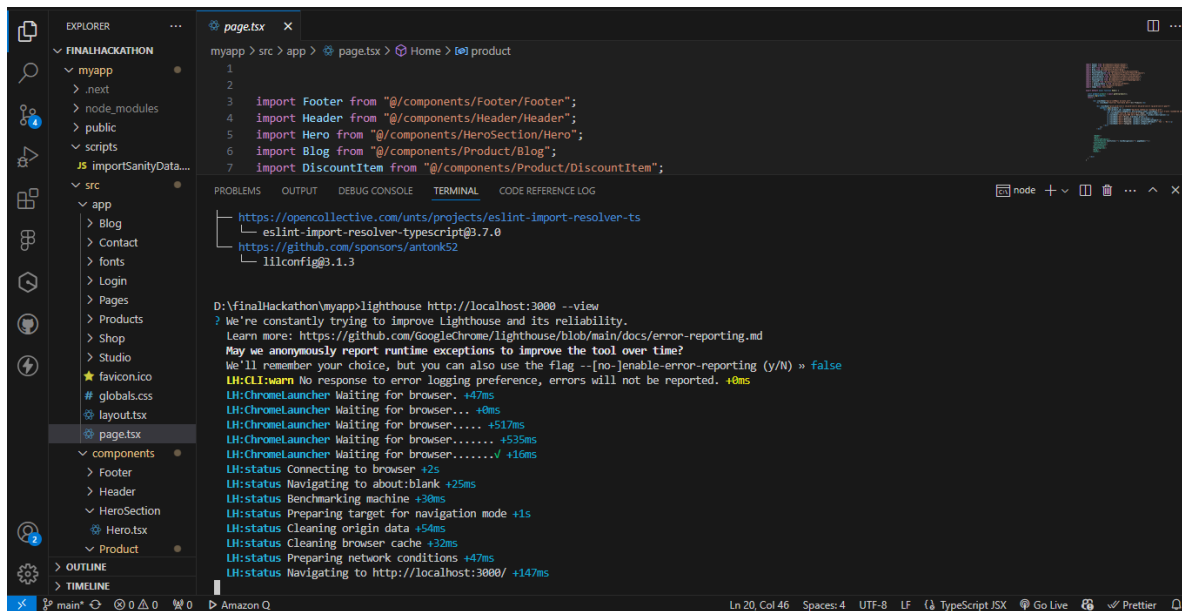 EXPLORER
FINALHACKATHON
myapp
.next
node_modules
public
scripts
JS importSanityData....
src
app
Blog
Contact
fonts
Login
Pages
Products
Shop
Studio
favicon.ico
# globals.css
layout.tsx
page.tsx
components
Footer
Header
HeroSection
Hero.tsx
Product
OUTLINE
TIMELINE
4
2
page.tsx
myapp > src > app > page.tsx > Home > product
1
2
3 import Footer from "@/components/Footer/Footer";
4 import Header from "@/components/Header/Header";
5 import Hero from "@/components/HeroSection/Hero";
6 import Blog from "@/components/Product/Blog";
7 import DiscountItem from "@/components/Product/DiscountItem";
PROBLEMS OUTPUT DEBUG CONSOLE TERMINAL CODE REFERENCE LOG
node
https://opencollective.com/unts/projects/eslint-import-resolver-ts
eslint-import-resolver-typescript@3.7.0
https://github.com/sponsors/antonk52
lilconfig@3.1.3
D:\finalHackathon\myapp>lighthouse http://localhost:3000 --view
? We're constantly trying to improve Lighthouse and its reliability.
Learn more: https://github.com/GoogleChrome/lighthouse/blob/main/docs/error-reporting.md
May we anonymously report runtime exceptions to improve the tool over time?
We'll remember your choice, but you can also use the flag --[no-]enable-error-reporting (y/N) » false
LH:CLI:warn No response to error logging preference, errors will not be reported. +0ms
LH:ChromeLauncher Waiting for browser. +47ms
LH:ChromeLauncher Waiting for browser... +0ms
LH:ChromeLauncher Waiting for browser..... +517ms
LH:ChromeLauncher Waiting for browser....... +535ms
LH:ChromeLauncher Waiting for browser.......√ +16ms
LH:status Connecting to browser +2s
LH:status Navigating to about:blank +25ms
LH:status Benchmarking machine +30ms
LH:status Preparing target for navigation mode +1s
LH:status Cleaning origin data +54ms
LH:status Cleaning browser cache +32ms
LH:status Preparing network conditions +47ms
LH:status Navigating to http://localhost:3000/ +147ms
main* 0 0 0 Amazon Q Ln 20, Col 46 Spaces: 4 UTF-8 LF TypeScript JSX Go Live Prettier